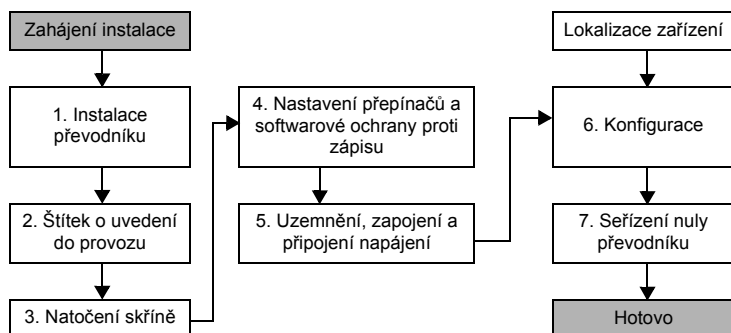 Zahájení instalace
1. Instalace
převodníku
2. Štítek o uvedení
do provozu
3. Natočení skříně
4. Nastavení přepínačů a
softwarové ochrany proti
zápisu
5. Uzemnění, zapojení a
připojení napájení
Lokalizace zařízení
6. Konfigurace
7. Seřízení nuly
převodníku
Hotovo